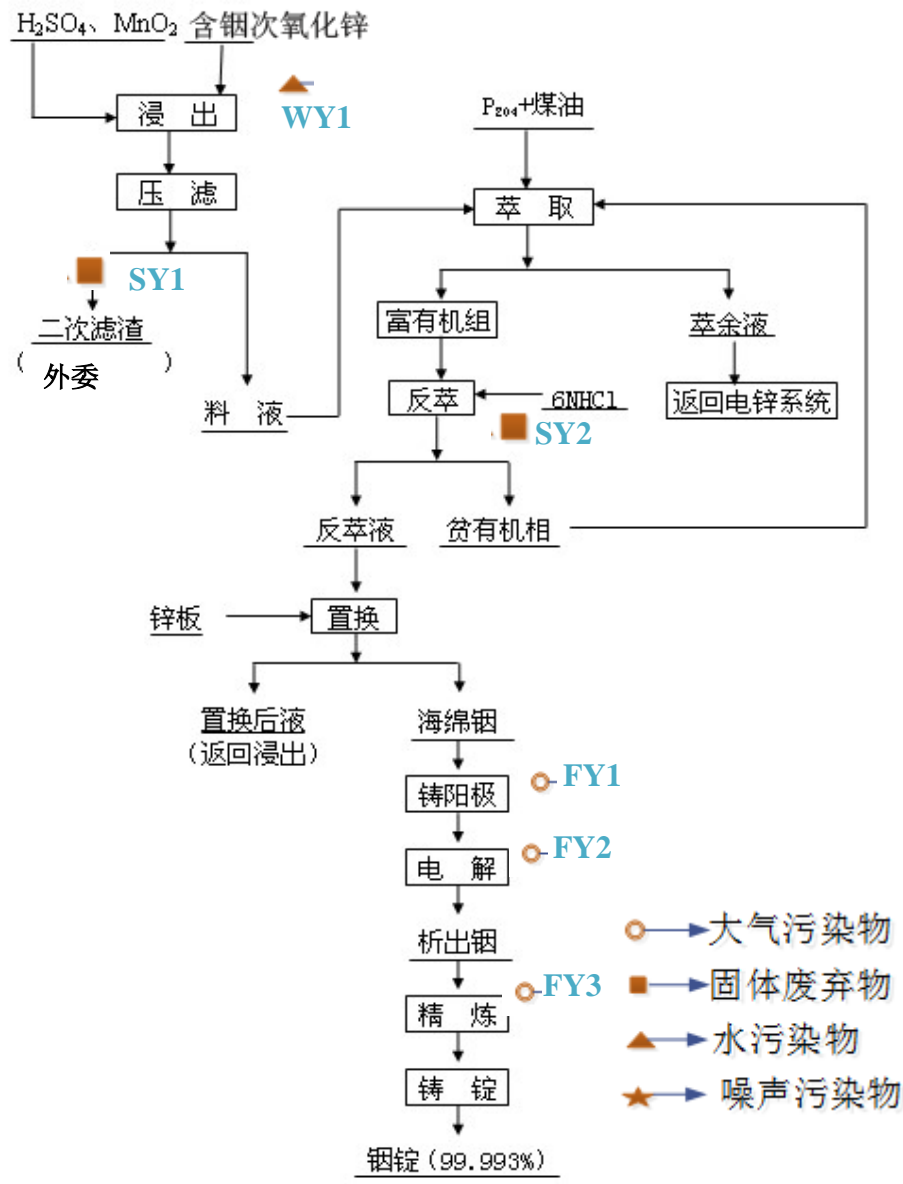 H₂SO₄、MnO₂ 含铟次氧化锌
WY1
浸 出
P₂₀₄+煤油
压 滤
萃 取
SY1
二次滤渣
( 外委 )
富有机组
萃余液
料 液
反萃
6NHCl
返回电锌系统
SY2
反萃液
贫有机相
锌板
置换
置换后液
(返回浸出)
海绵铟
铸阳极
FY1
电 解
FY2
析出铟
精 炼
FY3
铸 锭
铟锭(99.993%)
大气污染物
固体废弃物
水污染物
噪声污染物